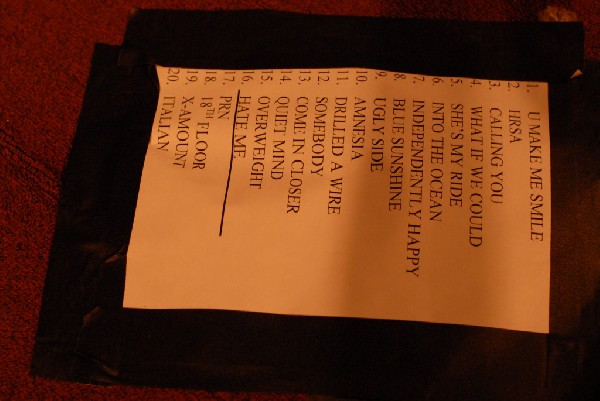 1. U MAKE ME SMILE
2. HRSA
3. CALLING YOU
4. WHAT IF WE COULD
5. SHE'S MY RIDE
6. INTO THE OCEAN
7. INDEPENDENTLY HAPPY
8. BLUE SUNSHINE
9. UGLY SIDE
10. AMNESIA
11. DRILLED A WIRE
12. SOMEBODY
13. COME IN CLOSER
14. QUIET MIND
15. OVERWEIGHT
16. HATE ME
17. PRN
18. 18TH FLOOR
19. X-AMOUNT
20. ITALIAN